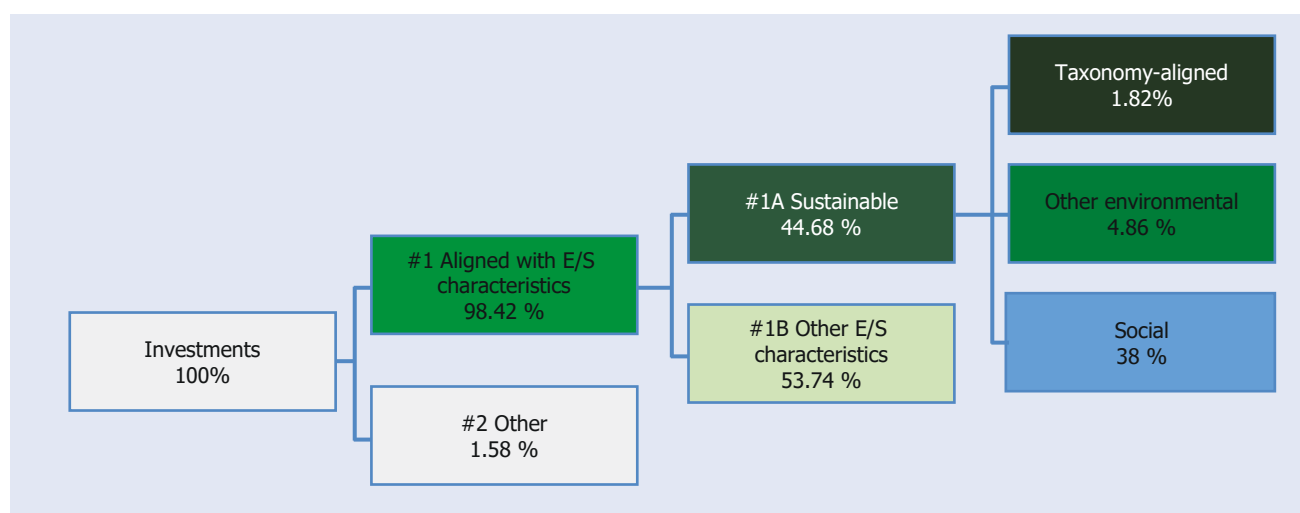 Investments
100%
#1 Aligned with E/S
characteristics
98.42 %
#2 Other
1.58 %
#1A Sustainable
44.68 %
#1B Other E/S
characteristics
53.74 %
Taxonomy-aligned
1.82%
Other environmental
4.86 %
Social
38 %